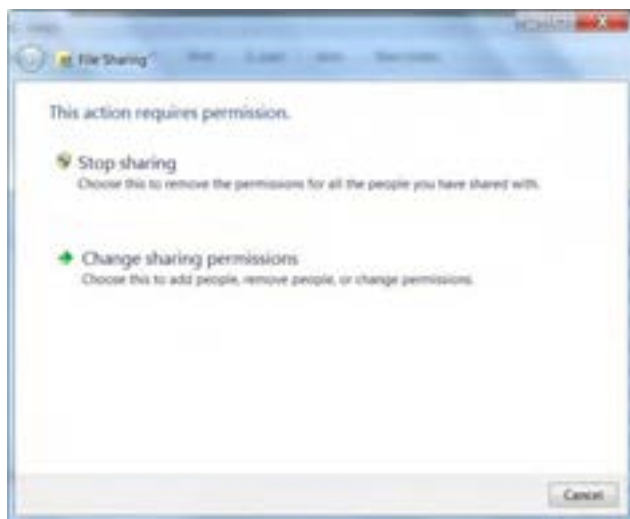 File Sharing
This action requires permission.
Stop sharing
Choose this to remove the permissions for all the people you have shared with.
Change sharing permissions
Choose this to add people, remove people, or change permissions.
Cancel